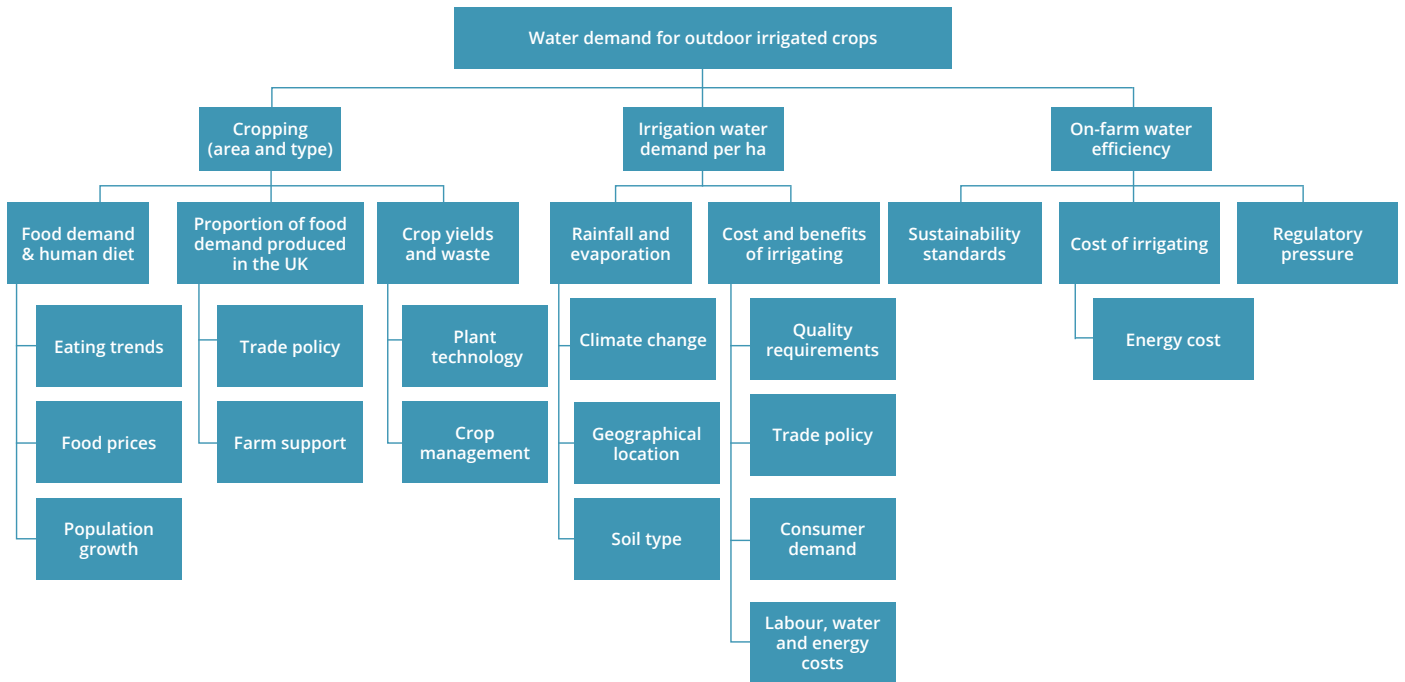 Water demand for outdoor irrigated crops
Cropping
(area and type)
Irrigation water
demand per ha
On-farm water
efficiency
Food demand
& human diet
Proportion of food
demand produced
in the UK
Crop yields
and waste
Rainfall and
evaporation
Cost and benefits
of irrigating
Sustainability
standards
Cost of irrigating
Regulatory
pressure
Eating trends
Trade policy
Plant
technology
Climate change
Quality
requirements
Energy cost
Food prices
Farm support
Crop
management
Geographical
location
Trade policy
Population
growth
Soil type
Consumer
demand
Labour, water
and energy
costs